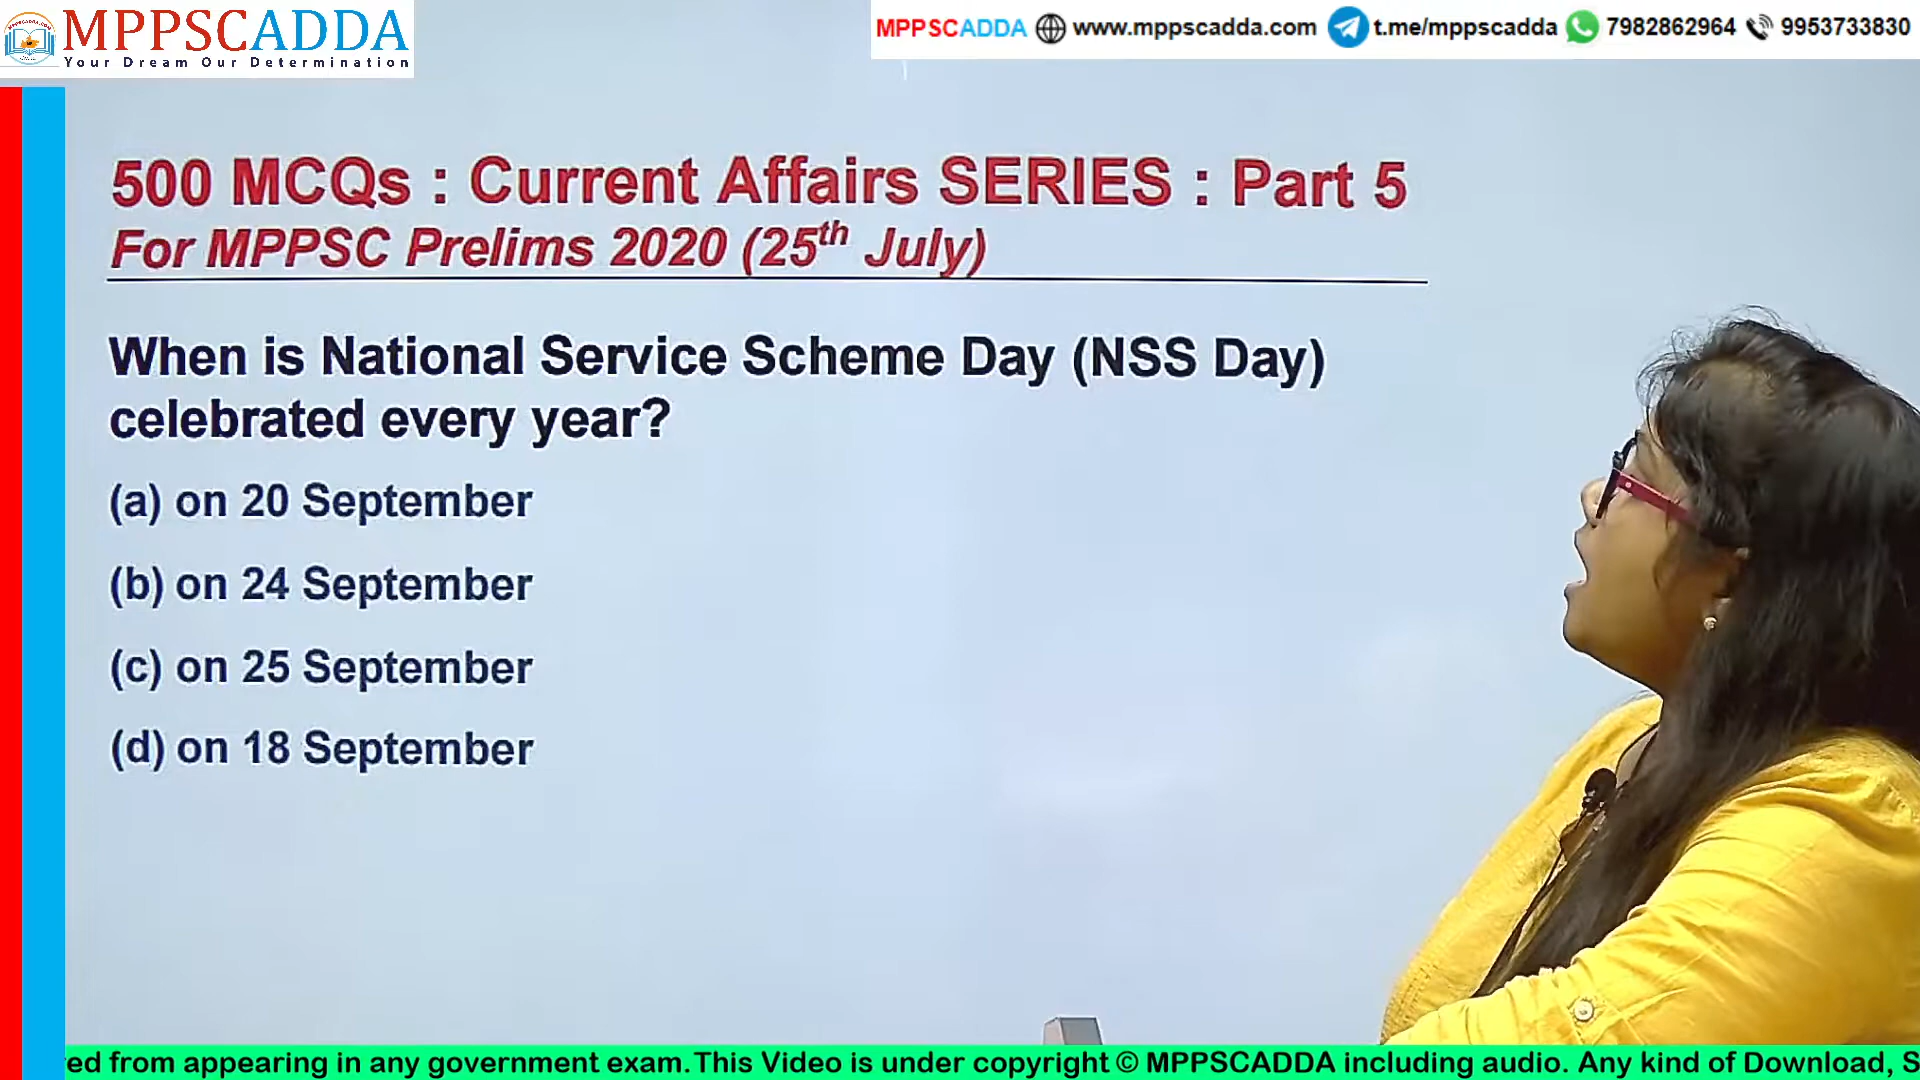 MPPSCADDA
Your Dream Our Determination
MPPSCADDA www.mppscadda.com t.me/mppscadda 7982862964 9953733830
500 MCQs : Current Affairs SERIES : Part 5
For MPPSC Prelims 2020 (25th July)
When is National Service Scheme Day (NSS Day)
celebrated every year?
(a) on 20 September
(b) on 24 September
(c) on 25 September
(d) on 18 September
red from appearing in any government exam. This Video is under copyright © MPPSCADDA including audio. Any kind of Download, S